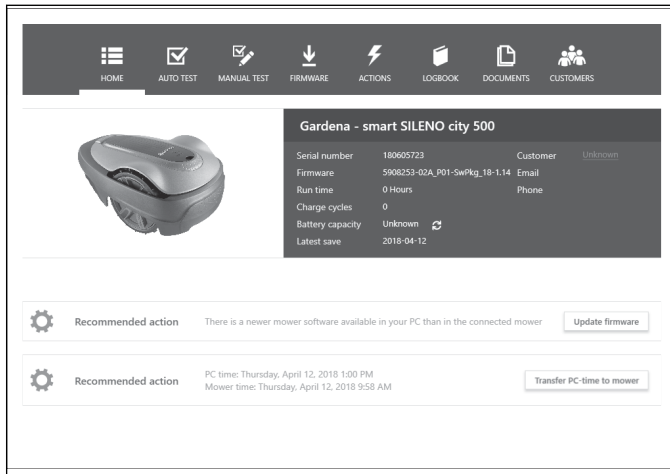 HOME AUTO TEST MANUAL TEST FIRMWARE ACTIONS LOGBOOK DOCUMENTS CUSTOMERS
Gardena - smart SILENO city 500
Serial number 180605723 Customer Unknown
Firmware 5908253-02A_P01-SwPkg_18-1.14 Email
Run time 0 Hours Phone
Charge cycles 0
Battery capacity Unknown
Latest save 2018-04-12
Recommended action There is a newer mower software available in your PC than in the connected mower Update firmware
PC time: Thursday, April 12, 2018 1:00 PM
Recommended action Transfer PC-time to mower
Mower time: Thursday, April 12, 2018 9:58 AM